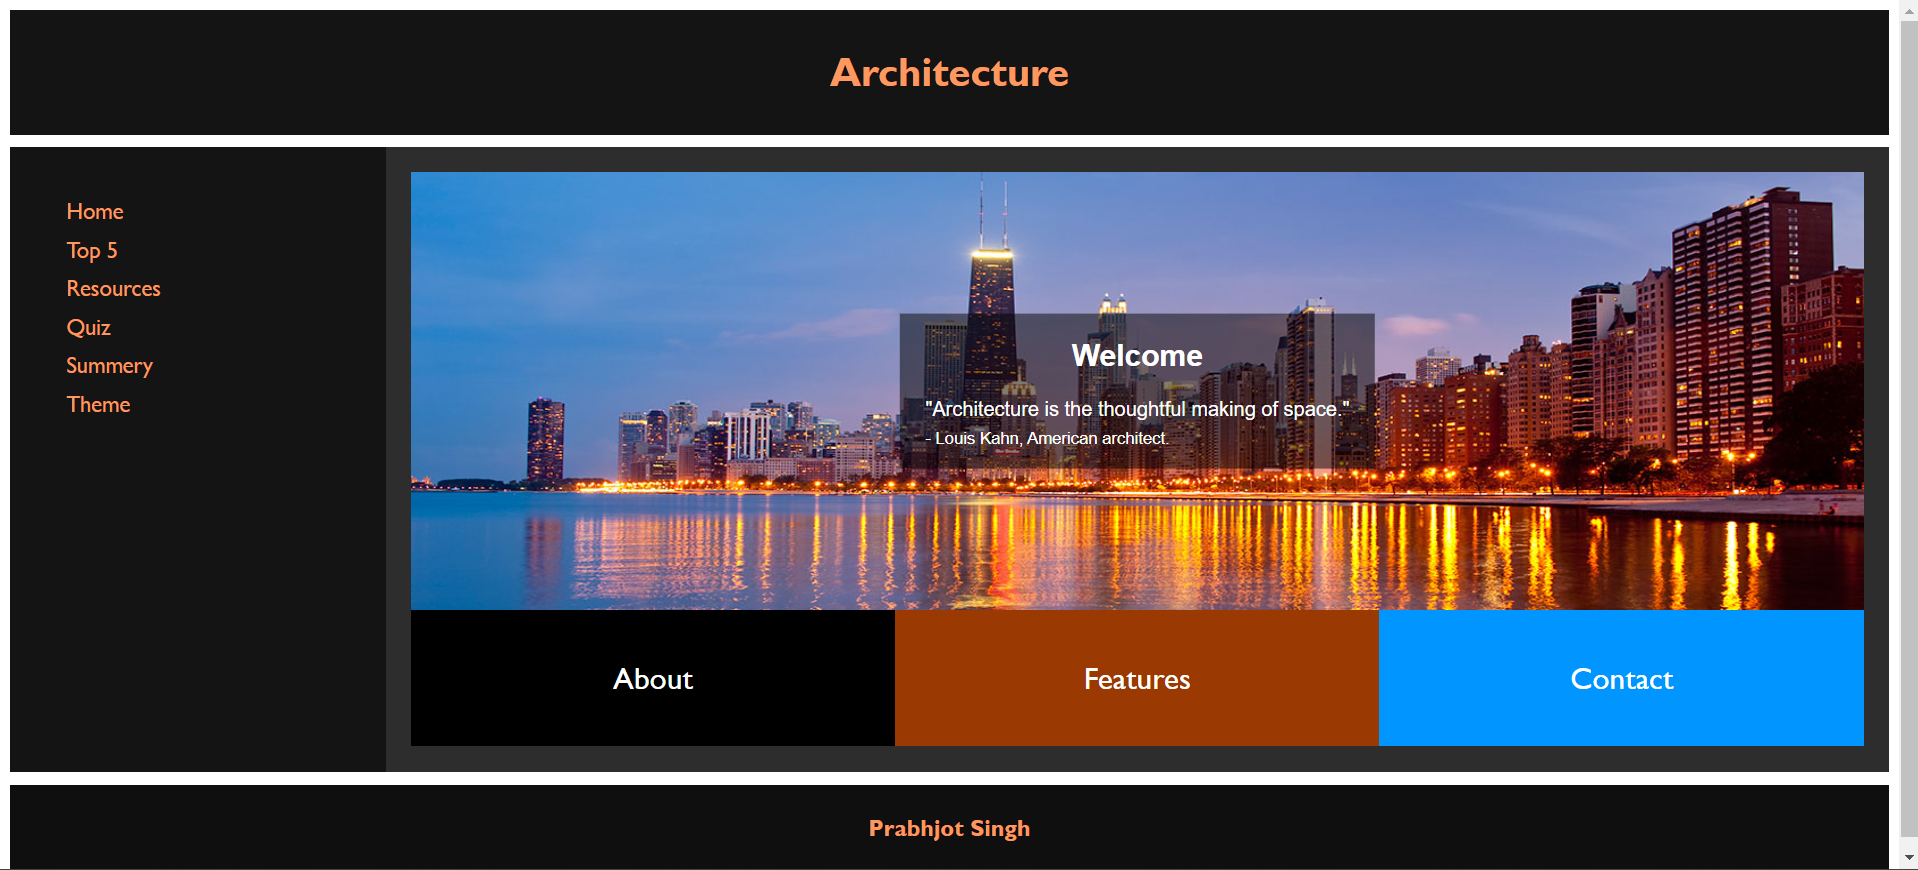 Architecture
Home
Top 5
Resources
Quiz
Summery
Theme
Welcome
"Architecture is the thoughtful making of space."
- Louis Kahn, American architect.
About
Features
Contact
Prabhjot Singh